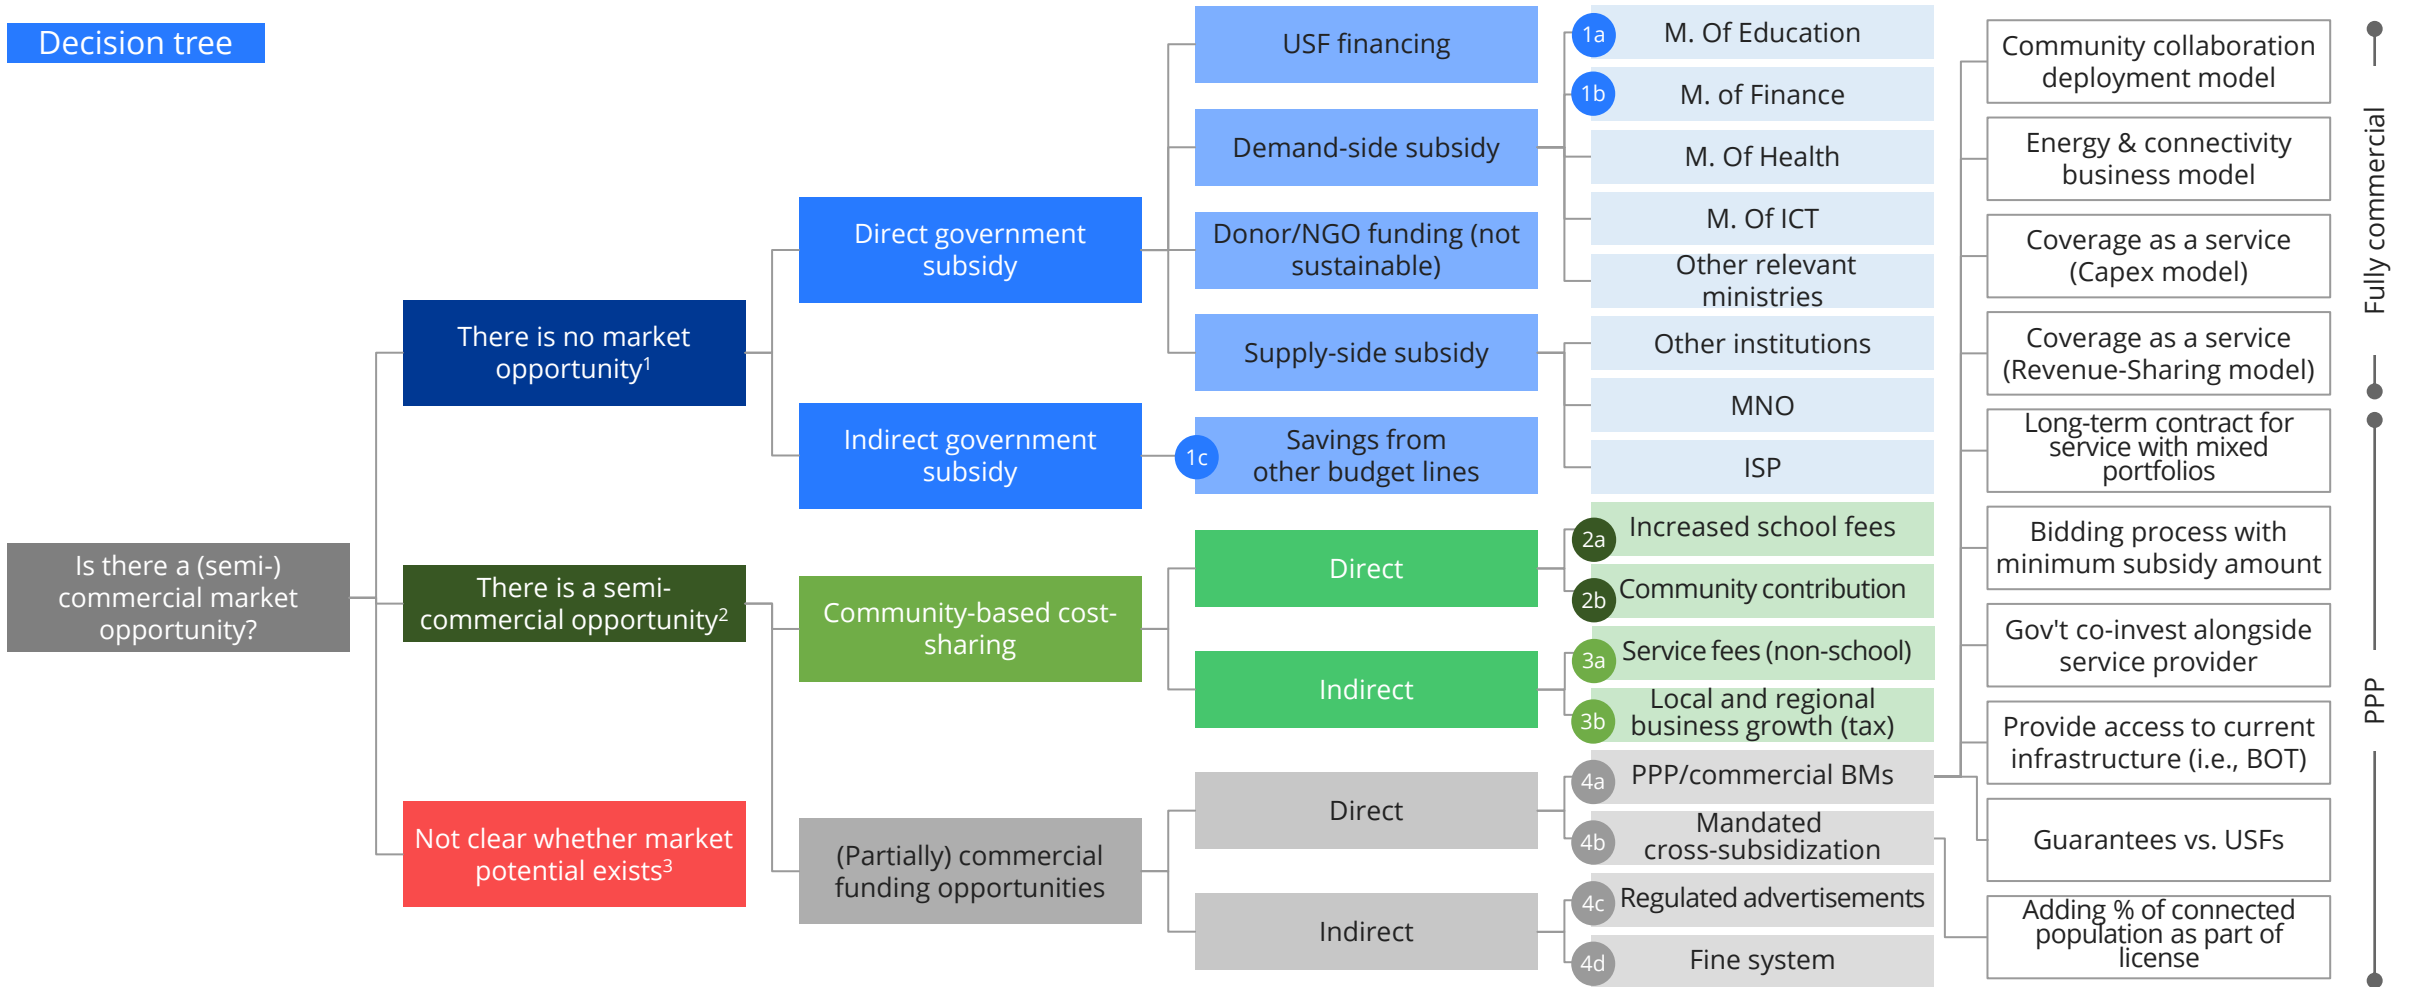 Decision tree
Is there a (semi-)
commercial market
opportunity?
There is no market
opportunity1
There is a semi-
commercial opportunity2
Not clear whether market
potential exists3
Direct government
subsidy
Indirect government
subsidy
Community-based cost-
sharing
(Partially) commercial
funding opportunities
USF financing
Demand-side subsidy
Donor/NGO funding (not
sustainable)
Supply-side subsidy
1c
Savings from
other budget lines
Direct
Indirect
Direct
Indirect
1a
M. Of Education
1b
M. of Finance
M. Of Health
M. Of ICT
Other relevant
ministries
Other institutions
MNO
ISP
2a
Increased school fees
2b
Community contribution
3a
Service fees (non-school)
3b
Local and regional
business growth (tax)
4a
PPP/commercial BMs
4b
Mandated
cross-subsidization
4c
Regulated advertisements
4d
Fine system
Community collaboration
deployment model
Energy & connectivity
business model
Coverage as a service
(Capex model)
Coverage as a service
(Revenue-Sharing model)
Long-term contract for
service with mixed
portfolios
Bidding process with
minimum subsidy amount
Gov't co-invest alongside
service provider
Provide access to current
infrastructure (i.e., BOT)
Guarantees vs. USFs
Adding % of connected
population as part of
license
Fully commercial
PPP